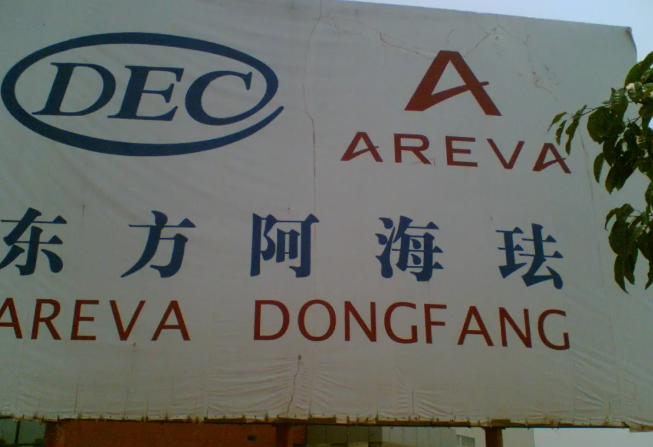 DEC AREVA
东方阿海珐
AREVA DONGFANG